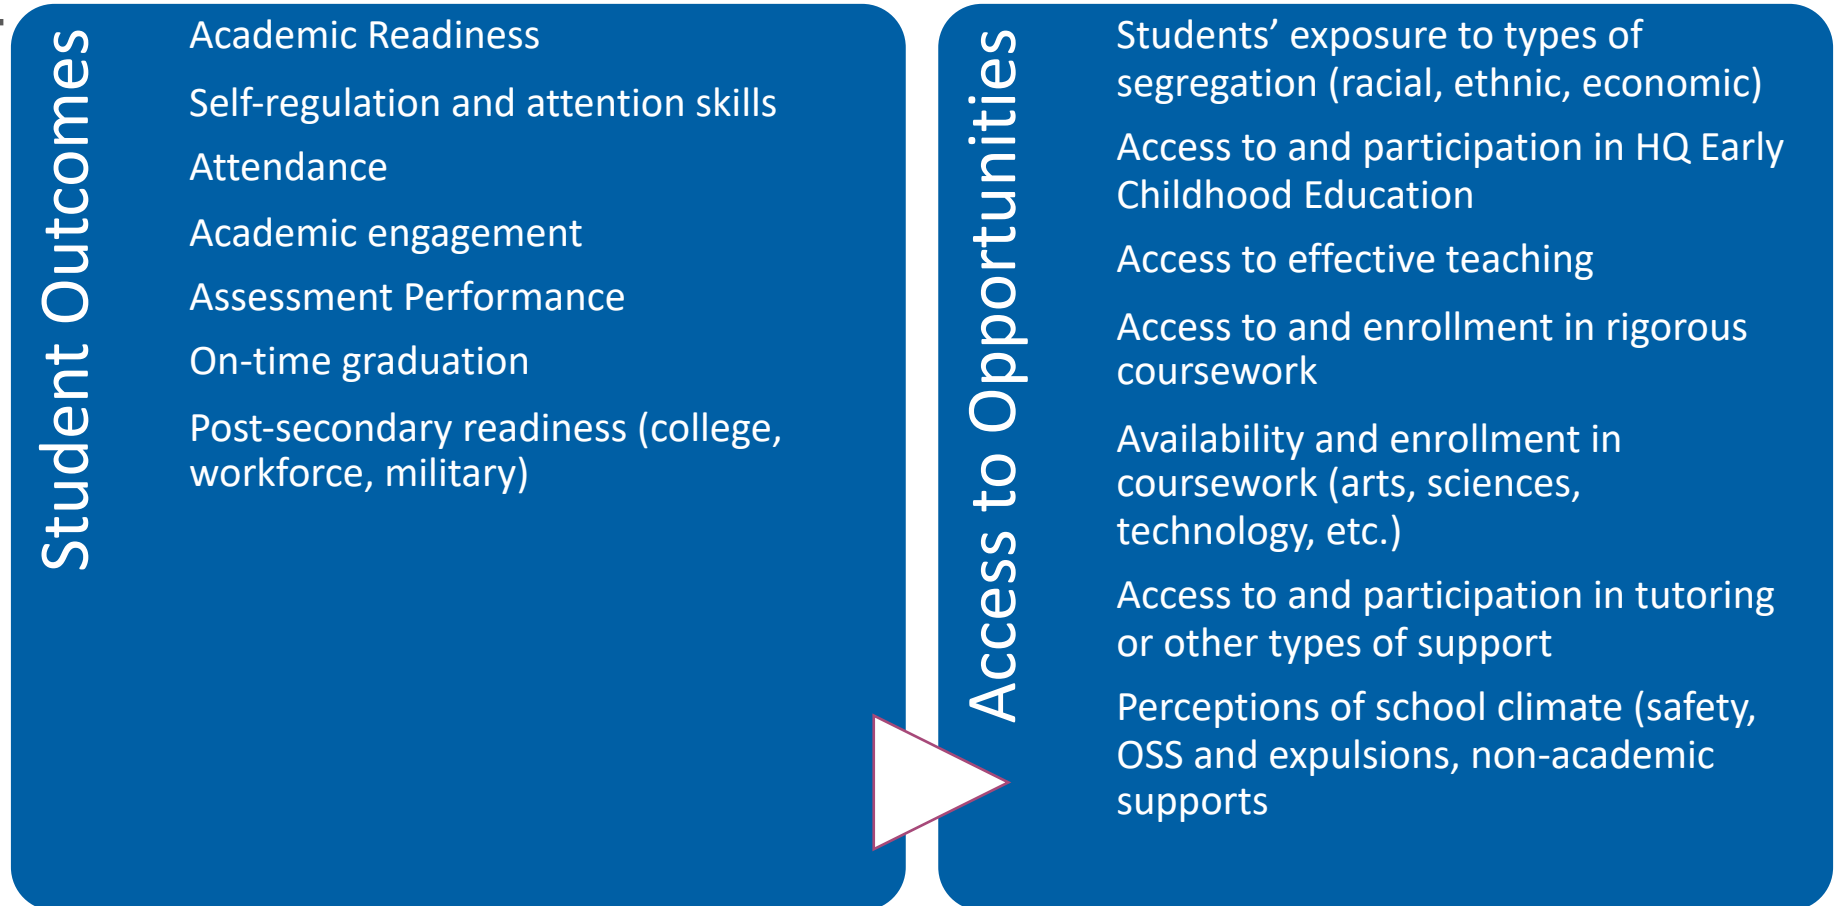 Student Outcomes
Academic Readiness
Self-regulation and attention skills
Attendance
Academic engagement
Assessment Performance
On-time graduation
Post-secondary readiness (college,
workforce, military)
Access to Opportunities
Students’ exposure to types of
segregation (racial, ethnic, economic)
Access to and participation in HQ Early
Childhood Education
Access to effective teaching
Access to and enrollment in rigorous
coursework
Availability and enrollment in
coursework (arts, sciences,
technology, etc.)
Access to and participation in tutoring
or other types of support
Perceptions of school climate (safety,
OSS and expulsions, non-academic
supports